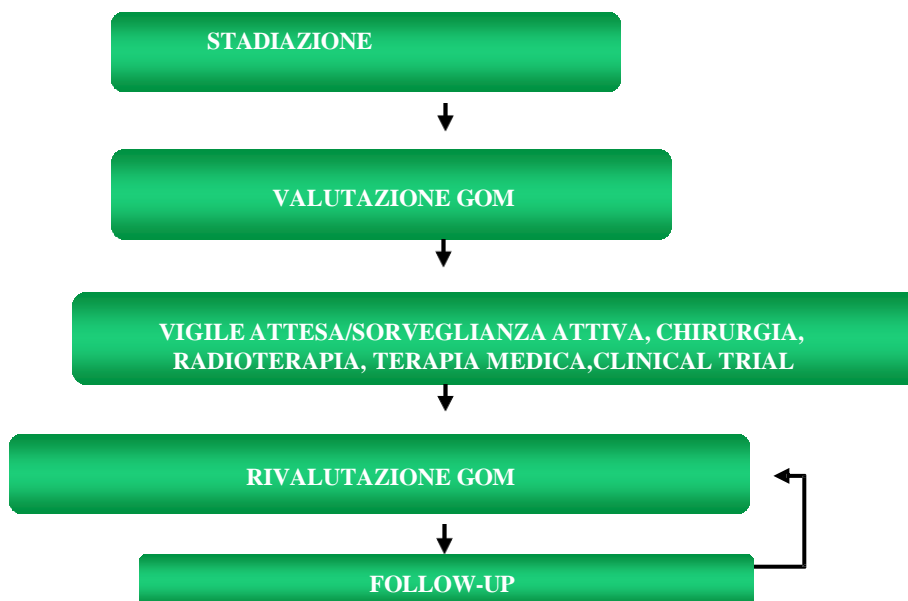 STADIAZIONE
VALUTAZIONE GOM
VIGILE ATTESA/SORVEGLIANZA ATTIVA, CHIRURGIA,
RADIOTERAPIA, TERAPIA MEDICA,CLINICAL TRIAL
RIVALUTAZIONE GOM
FOLLOW-UP